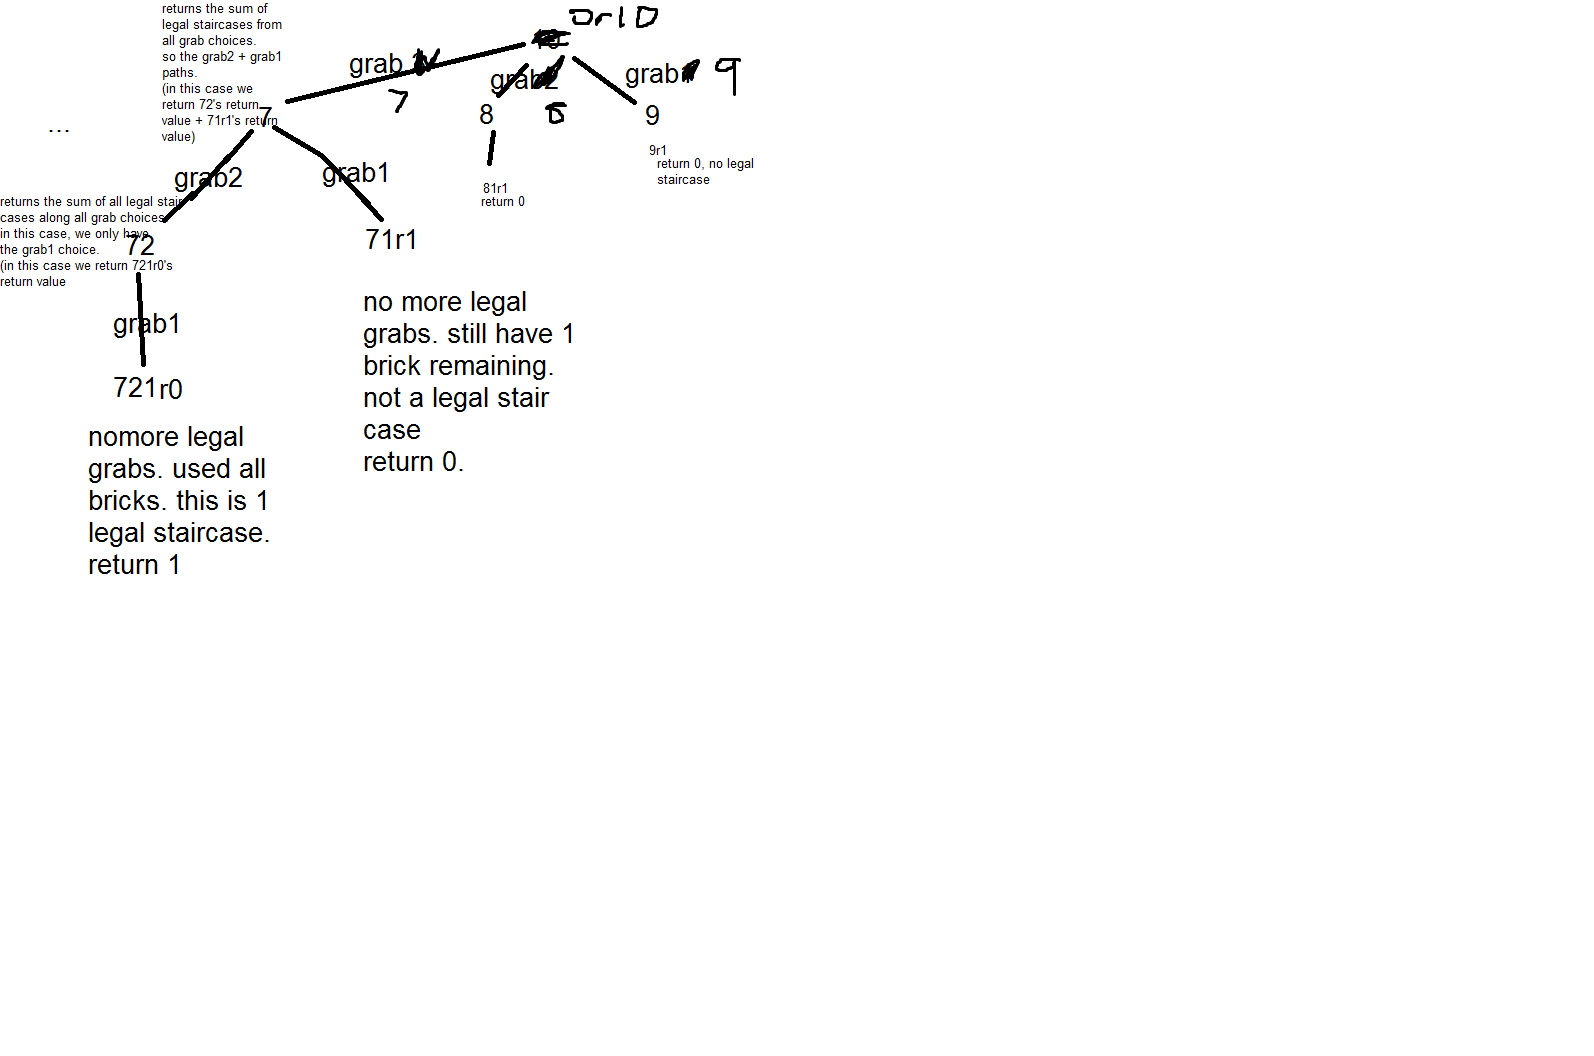 returns the sum of
legal staircases from
all grab choices.
so the grab2 + grab1
paths.
(in this case we
return 72's return
value + 71r1's return
value)
or10
grab
7
grab2
8
grab
9
7
8
9
...
9r1
return 0, no legal
staircase
81r1
return 0
grab2
grab1
returns the sum of all legal stair
cases along all grab choices
in this case, we only have
the grab1 choice.
(in this case we return 721r0's
return value
72
71r1
grab1
721r0
no more legal
grabs. still have 1
brick remaining.
not a legal stair
case
return 0.
nomore legal
grabs. used all
bricks. this is 1
legal staircase.
return 1